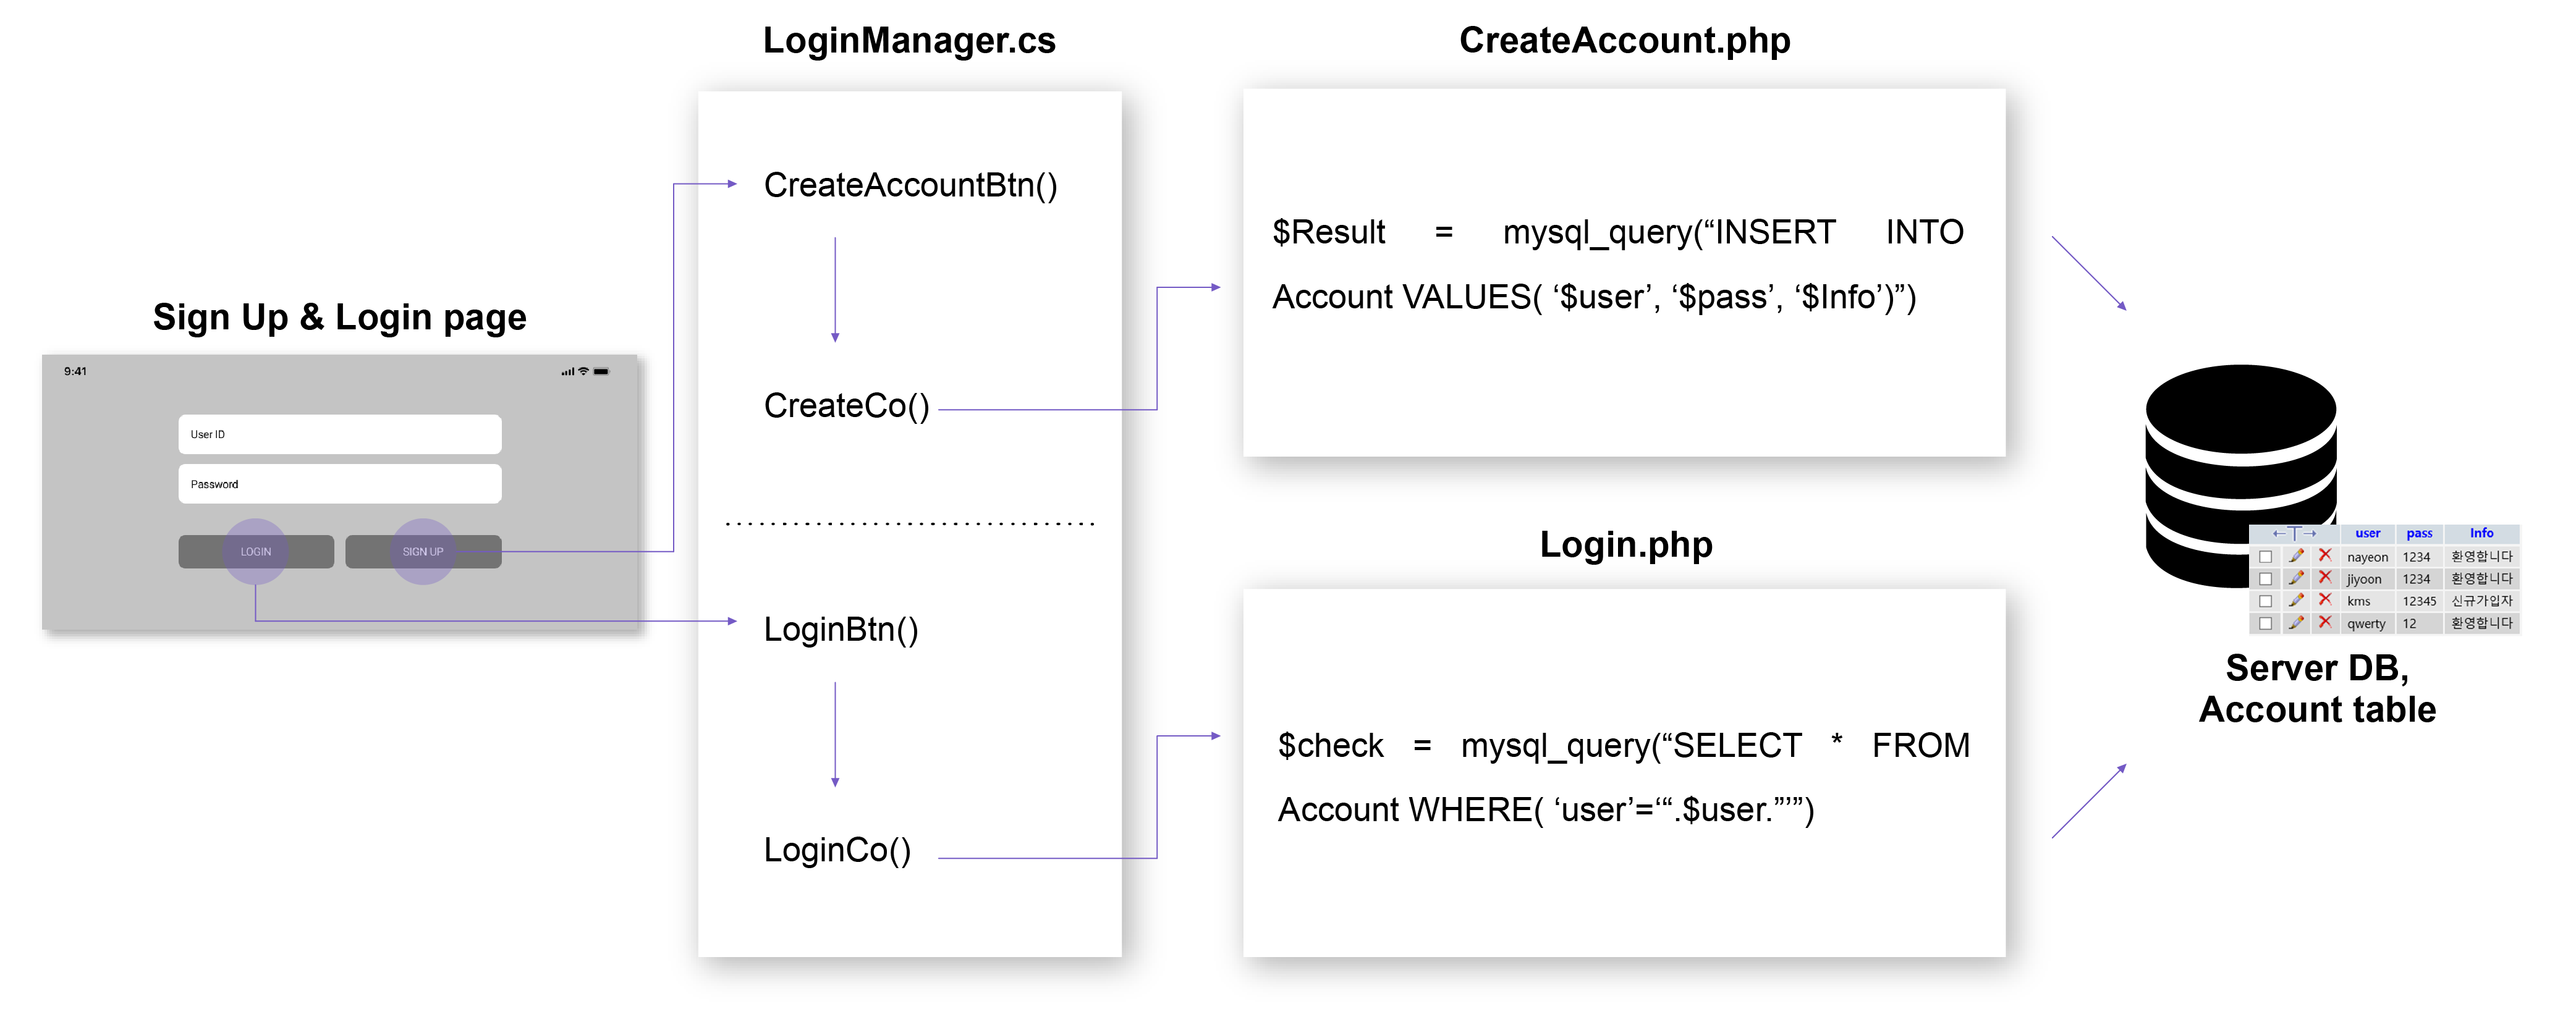 LoginManager.cs
CreateAccount.php
CreateAccountBtn()
CreateCo()
$Result = mysql_query(“INSERT INTO
Account VALUES( ‘$user’, ‘$pass’, ‘$Info’)”)
Sign Up & Login page
9:41
User ID
Password
LOGIN
SIGN UP
LoginBtn()
LoginCo()
Login.php
$check = mysql_query(“SELECT * FROM
Account WHERE( ‘user’=‘“.$user.”’”)
user pass Info
nayeon 1234 환영합니다
jiyoon 1234 환영합니다
kms 12345 신규가입자
qwerty 12 환영합니다
Server DB,
Account table